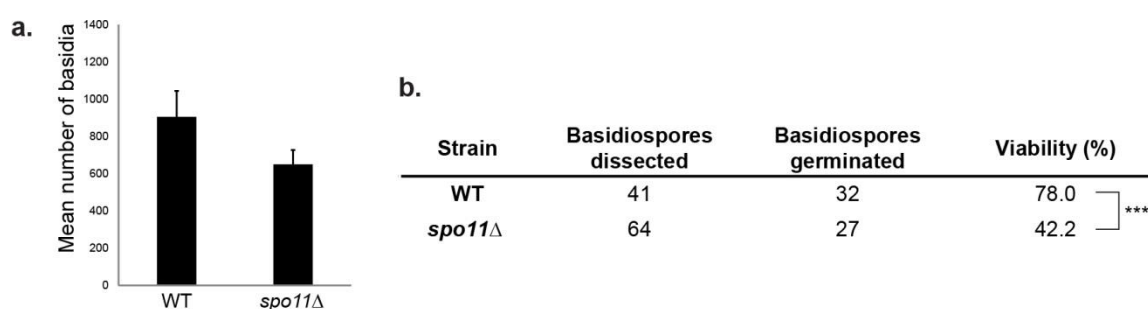 a.
Mean number of basidia
1400
1200
1000
800
600
400
200
0
WT
spo11Δ
b.
Strain Basidiospores dissected Basidiospores germinated Viability (%)
WT 41 32 78.0
spo11Δ 64 27 42.2
***